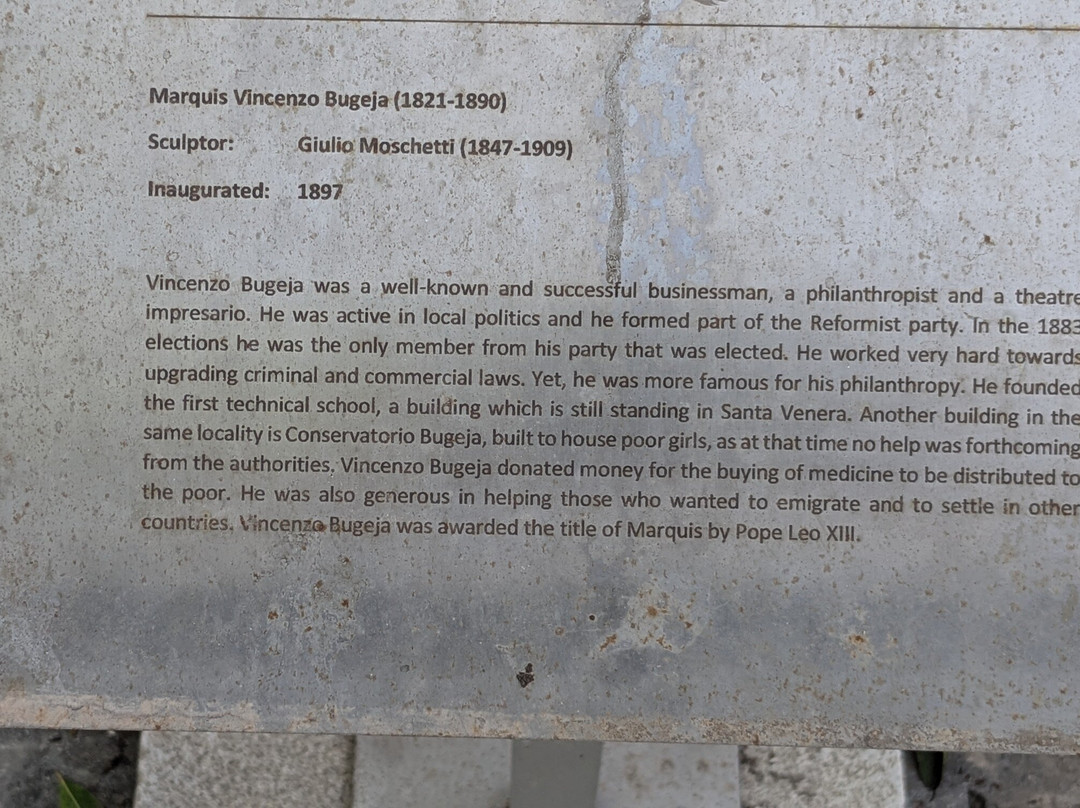 Marquis Vincenzo Bugeja (1821-1890)
Sculptor: Giulio Moschetti (1847-1909)
Inaugurated: 1897
Vincenzo Bugeja was a well-known and successful businessman, a philanthropist and a theatre
impresario. He was active in local politics and he formed part of the Reformist party. In the 1883
elections he was the only member from his party that was elected. He worked very hard towards
upgrading criminal and commercial laws. Yet, he was more famous for his philanthropy. He founded
the first technical school, a building which is still standing in Santa Venera. Another building in the
same locality is Conservatorio Bugeja, built to house poor girls, as at that time no help was forthcoming
from the authorities. Vincenzo Bugeja donated money for the buying of medicine to be distributed to
the poor. He was also generous in helping those who wanted to emigrate and to settle in other
countries. Vincenzo Bugeja was awarded the title of Marquis by Pope Leo XIII.